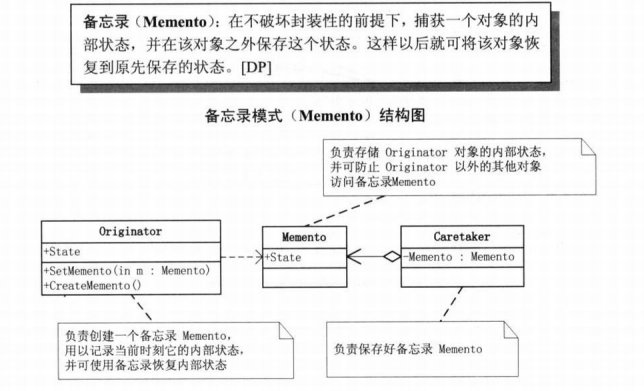 备忘录（Memento）：在不破坏封装性的前提下，捕获一个对象的内
部状态，并在该对象之外保存这个状态。这样以后就可将该对象恢
复到原先保存的状态。[DP]
备忘录模式（Memento）结构图
负责存储 Originator 对象的内部状态，
并可防止 Originator 以外的其他对象
访问备忘录Memento
Originator
+State
+SetMemento(in m : Memento)
+CreateMemento()
Memento
+State
Caretaker
-Memento : Memento
负责创建一个备忘录 Memento，
用以记录当前时刻它的内部状态，
并可使用备忘录恢复内部状态
负责保存好备忘录 Memento